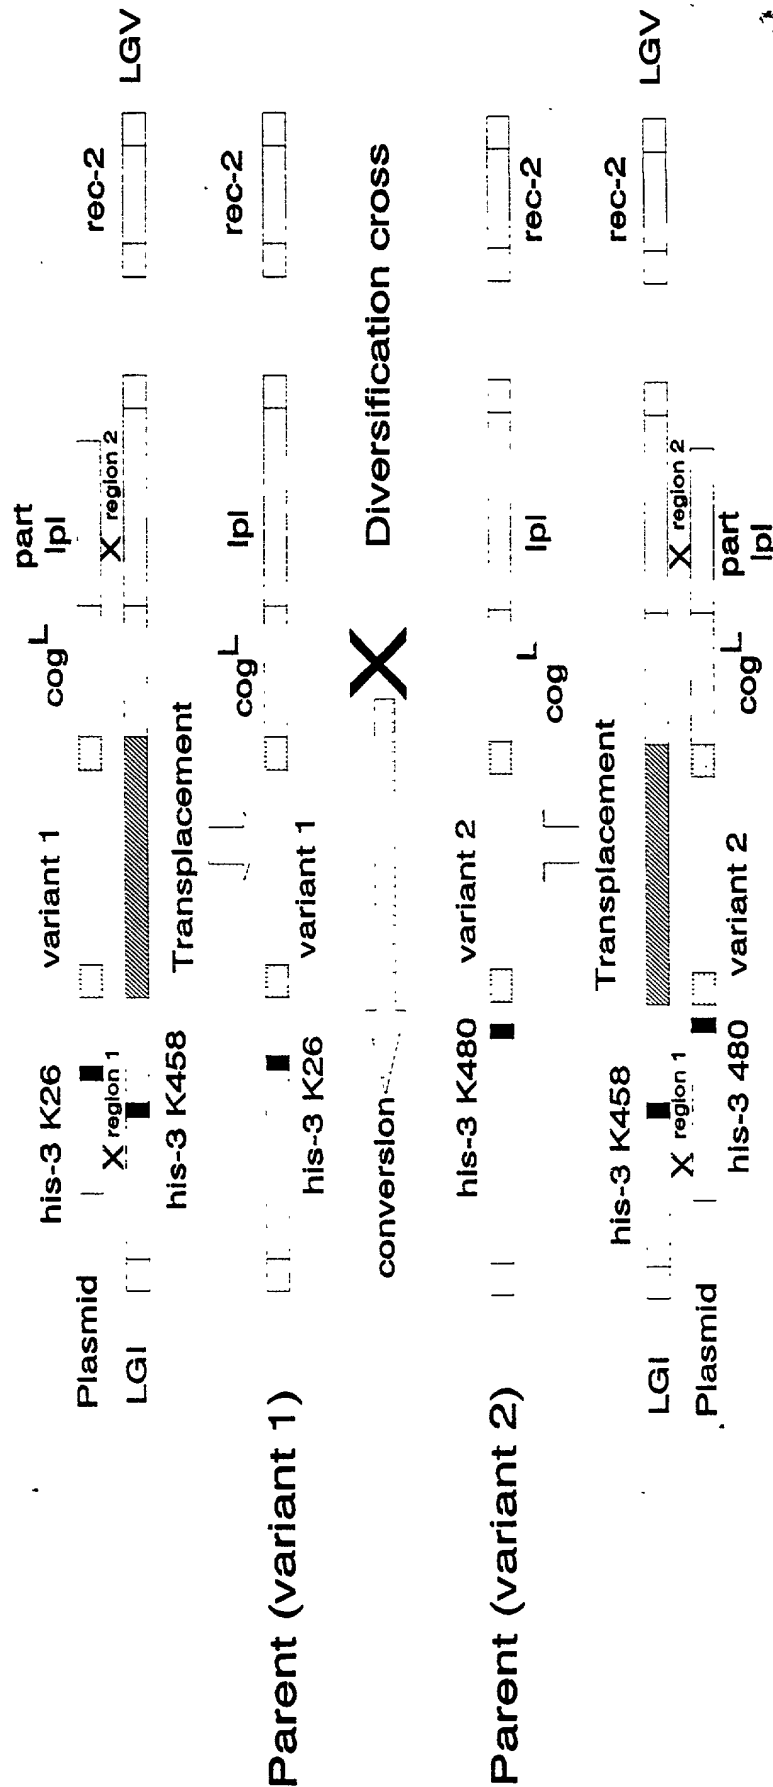 part
his-3 K26 variant 1 cog^L lpl rec-2
Plasmid
X region 1 X region 2
LGI LGV
his-3 K458 Transplacement
cog^L lpl rec-2
Parent (variant 1)
his-3 K26 variant 1
conversion X Diversification cross
his-3 K480 variant 2
Parent (variant 2)
cog^L lpl rec-2
Transplacement
his-3 K458 rec-2
LGI LGV
X region 1 X region 2
Plasmid
his-3 480 variant 2 cog^L part
lpl